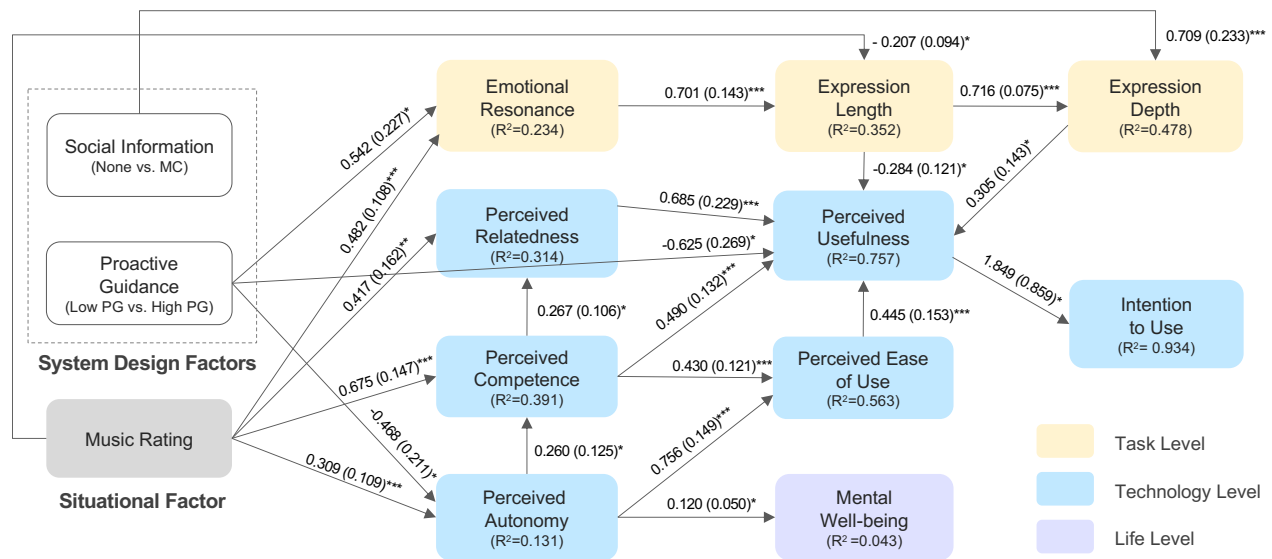 0.709 (0.233)***
- 0.207 (0.094)*
Social Information
(None vs. MC)
Proactive
Guidance
(Low PG vs. High PG)
System Design Factors
Music Rating
Situational Factor
Emotional
Resonance
(R²=0.234)
0.701 (0.143)***
Expression
Length
(R²=0.352)
0.716 (0.075)***
Expression
Depth
(R²=0.478)
0.542 (0.227)*
0.482 (0.108)***
0.417 (0.162)**
-0.284 (0.121)*
0.305 (0.143)*
Perceived
Relatedness
(R²=0.314)
0.685 (0.229)***
-0.625 (0.269)*
Perceived
Usefulness
(R²=0.757)
0.490 (0.132)***
1.849 (0.859)*
Intention
to Use
(R²= 0.934)
0.267 (0.106)*
0.445 (0.153)***
0.675 (0.147)***
Perceived
Competence
(R²=0.391)
0.430 (0.121)***
Perceived Ease
of Use
(R²=0.563)
-0.468 (0.211)*
0.309 (0.109)***
0.260 (0.125)*
0.756 (0.149)***
Perceived
Autonomy
(R²=0.131)
0.120 (0.050)*
Mental
Well-being
(R²=0.043)
Task Level
Technology Level
Life Level